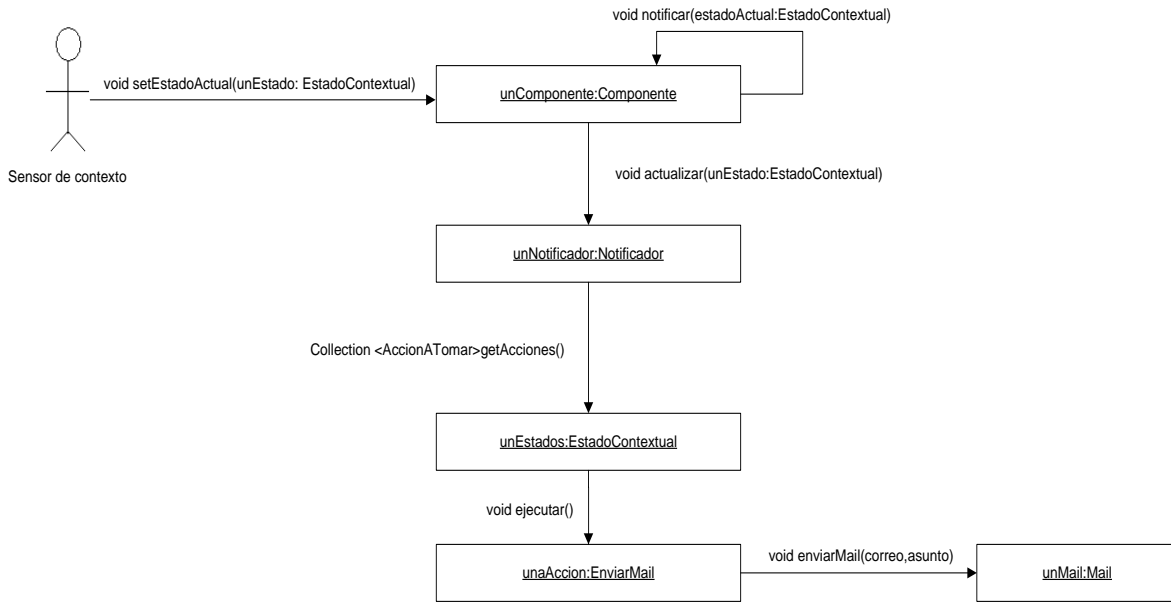 void notificar(estadoActual:EstadoContextual)
void setEstadoActual(unEstado: EstadoContextual)
unComponente:Componente
Sensor de contexto
void actualizar(unEstado:EstadoContextual)
unNotificador:Notificador
Collection <AccionATomar>getAcciones()
unEstados:EstadoContextual
void ejecutar()
void enviarMail(correo,asunto)
unaAccion:EnviarMail
unMail:Mail